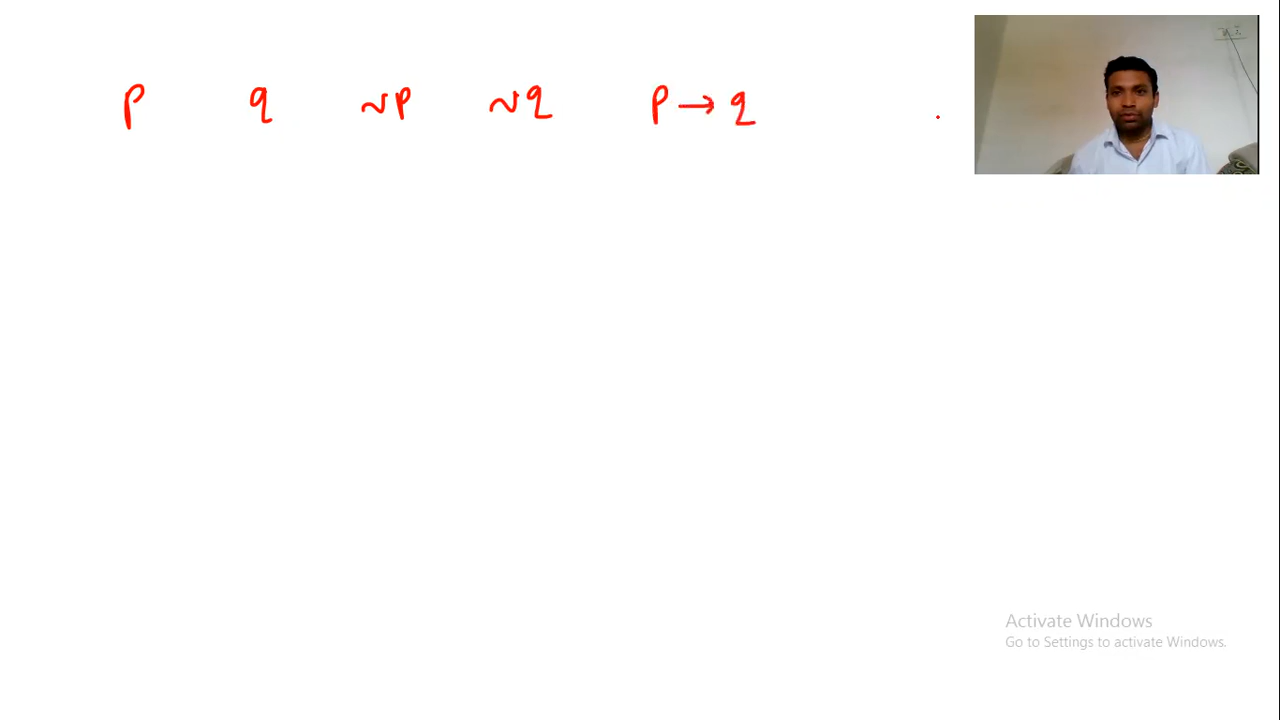 p q ~p ~q p → q
Activate Windows
Go to Settings to activate Windows.